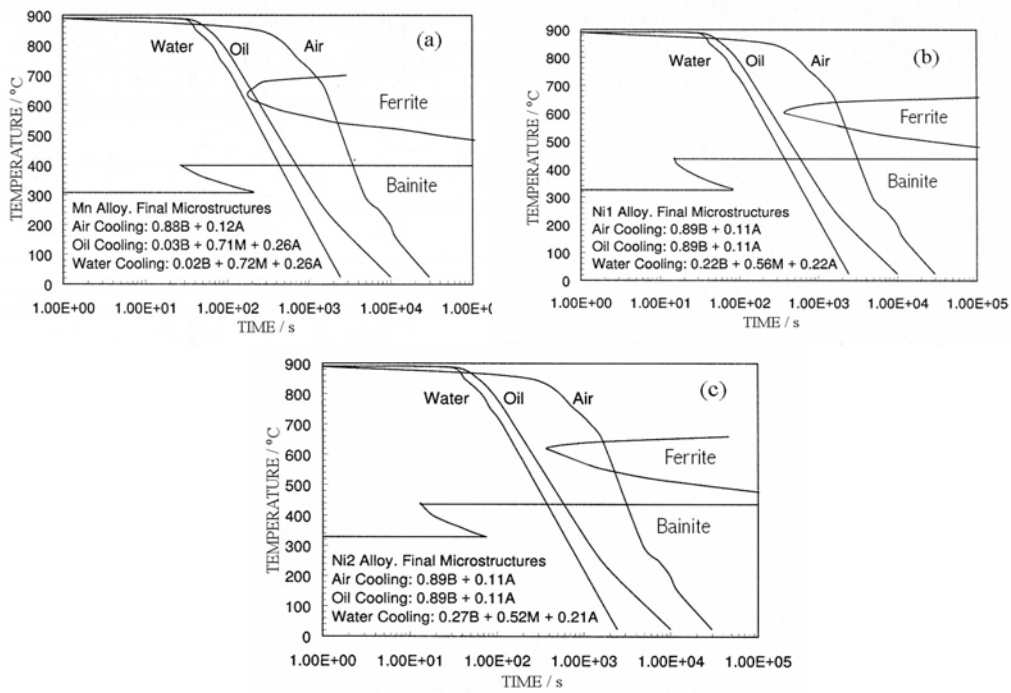 900
800
700
600
500
400
300
200
100
0
TEMPERATURE / °C
(a)
Water Oil Air
Ferrite
Bainite
Mn Alloy. Final Microstructures
Air Cooling: 0.88B + 0.12A
Oil Cooling: 0.03B + 0.71M + 0.26A
Water Cooling: 0.02B + 0.72M + 0.26A
1.00E+00 1.00E+01 1.00E+02 1.00E+03 1.00E+04
TIME / s
900
800
700
600
500
400
300
200
100
0
TEMPERATURE / °C
(b)
Water Oil Air
Ferrite
Bainite
Ni1 Alloy. Final Microstructures
Air Cooling: 0.89B + 0.11A
Oil Cooling: 0.89B + 0.11A
Water Cooling: 0.22B + 0.56M + 0.22A
1.00E+00 1.00E+01 1.00E+02 1.00E+03 1.00E+04 1.00E+05
TIME / s
900
800
700
600
500
400
300
200
100
0
TEMPERATURE / °C
(c)
Water Oil Air
Ferrite
Bainite
Ni2 Alloy. Final Microstructures
Air Cooling: 0.89B + 0.11A
Oil Cooling: 0.89B + 0.11A
Water Cooling: 0.27B + 0.52M + 0.21A
1.00E+00 1.00E+01 1.00E+02 1.00E+03 1.00E+04 1.00E+05
TIME / s